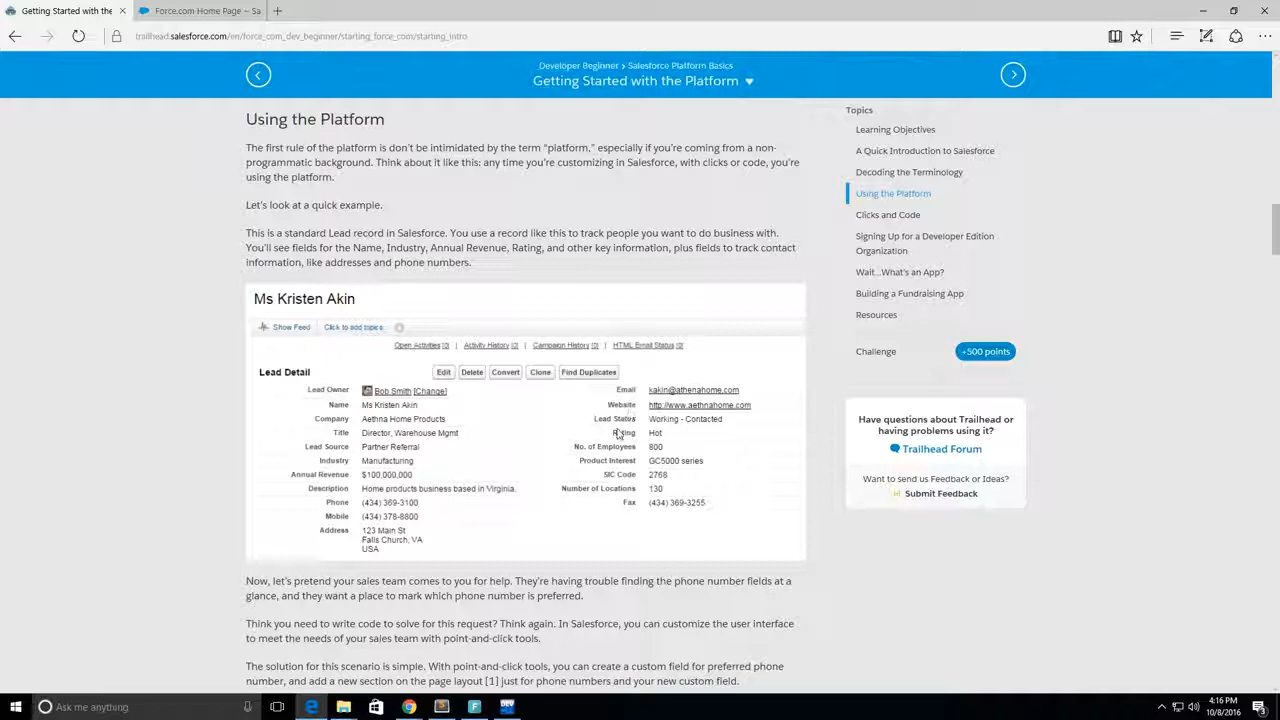 Getting Started with the
Force.com Home Page ~ Sa
trailhead.salesforce.com/en/force_com_dev_beginner/starting_force_com/starting_intro
Developer Beginner › Salesforce Platform Basics
Getting Started with the Platform
Using the Platform
The first rule of the platform is don't be intimidated by the term "platform," especially if you're coming from a non-
programmatic background. Think about it like this: any time you're customizing in Salesforce, with clicks or code, you're
using the platform.
Let's look at a quick example.
This is a standard Lead record in Salesforce. You use a record like this to track people you want to do business with.
You'll see fields for the Name, Industry, Annual Revenue, Rating, and other key information, plus fields to track contact
information, like addresses and phone numbers.
Ms Kristen Akin
Show Feed Click to add topics
Open Activities [0] | Activity History [0] | Campaign History [0] | HTML Email Status [0]
Lead Detail Edit Delete Convert Clone Find Duplicates
Lead Owner Bob Smith [Change] Email kakin@athenahome.com
Name Ms Kristen Akin Website http://www.aethnahome.com
Company Aethna Home Products Lead Status Working - Contacted
Title Director, Warehouse Mgmt Rating Hot
Lead Source Partner Referral No. of Employees 800
Industry Manufacturing Product Interest GC5000 series
Annual Revenue $100,000,000 SIC Code 2768
Description Home products business based in Virginia. Number of Locations 130
Phone (434) 369-3100 Fax (434) 369-3255
Mobile (434) 378-8800
Address 123 Main St
Falls Church, VA
USA
Now, let's pretend your sales team comes to you for help. They're having trouble finding the phone number fields at a
glance, and they want a place to mark which phone number is preferred.
Think you need to write code to solve for this request? Think again. In Salesforce, you can customize the user interface
to meet the needs of your sales team with point-and-click tools.
The solution for this scenario is simple. With point-and-click tools, you can create a custom field for preferred phone
number, and add a new section on the page layout [1] just for phone numbers and your new custom field.
Topics
Learning Objectives
A Quick Introduction to Salesforce
Decoding the Terminology
Using the Platform
Clicks and Code
Signing Up for a Developer Edition
Organization
Wait...What's an App?
Building a Fundraising App
Resources
Challenge +500 points
Have questions about Trailhead or
having problems using it?
Trailhead Forum
Want to send us Feedback or Ideas?
Submit Feedback
Ask me anything
4:16 PM
10/8/2016